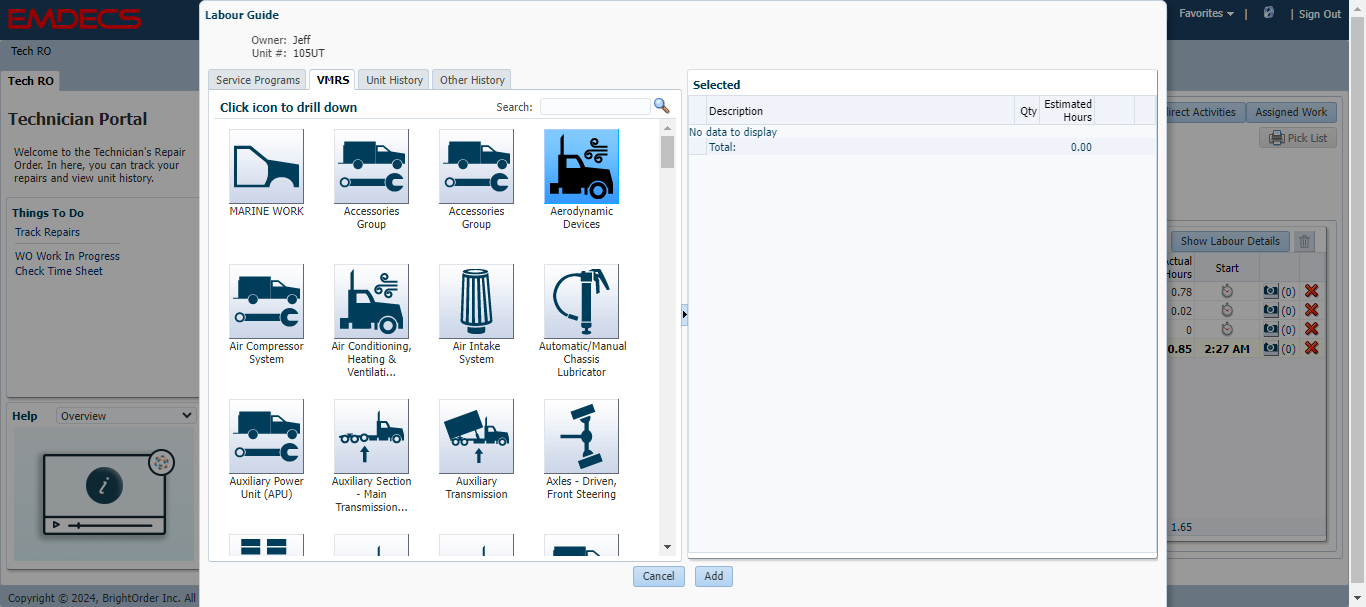 EMDECS
Favorites
|
| Sign Out
Tech RO
Tech RO
Technician Portal
Welcome to the Technician's Repair
Order. In here, you can track your
repairs and view unit history.
Things To Do
Track Repairs
WO Work In Progress
Check Time Sheet
Help
Overview
i
Copyright © 2024, BrightOrder Inc. All
Labour Guide
Owner: Jeff
Unit #: 105UT
Service Programs
VMRS
Unit History
Other History
Click icon to drill down
Search:
MARINE WORK
Accessories
Group
Accessories
Group
Aerodynamic
Devices
Air Compressor
System
Air Conditioning,
Heating &
Ventilati...
Air Intake
System
Automatic/Manual
Chassis
Lubricator
Auxiliary Power
Unit (APU)
Auxiliary Section
- Main
Transmission...
Auxiliary
Transmission
Axles - Driven,
Front Steering
Selected
Description
Qty
Estimated
Hours
No data to display
Total:
0.00
Cancel
Add
irect Activities
Assigned Work
Pick List
Show Labour Details
ctual
Hours
Start
0.78
(0)
0.02
(0)
0
(0)
0.85
2:27 AM
(0)
1.65